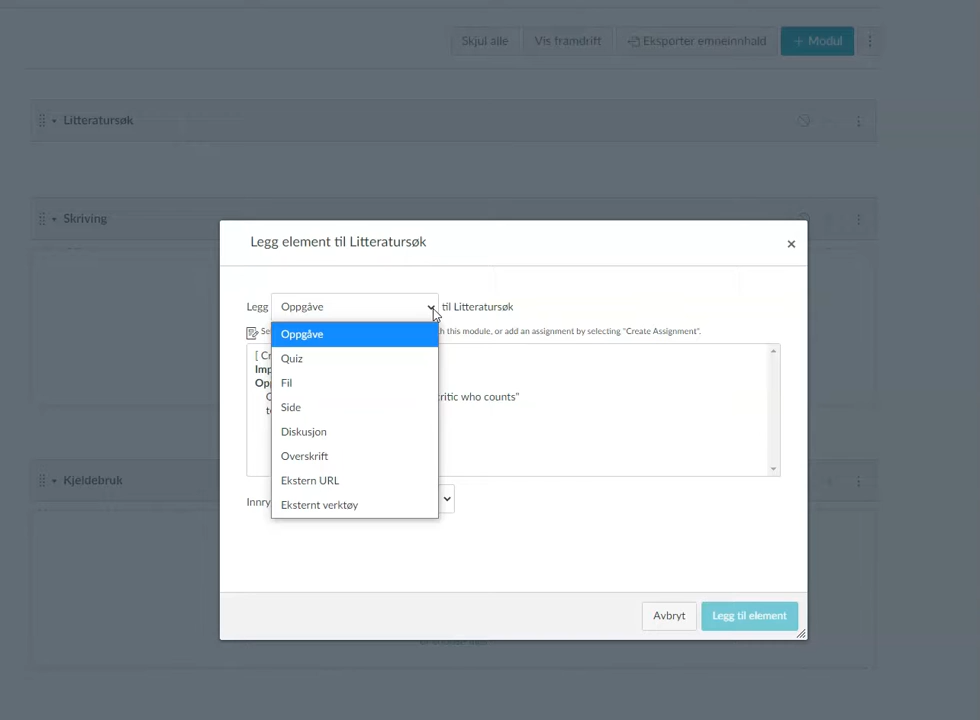 Skjul alle
Vis framdrift
Eksporter emneinnhald
+ Modul
Litteratursøk
Skriving
Legg element til Litteratursøk
Legg Oppgåve til Litteratursøk
Se h this module, or add an assignment by selecting "Create Assignment".
Oppgåve
Quiz
Fil
Side
Diskusjon
Overskrift
Ekstern URL
Eksternt verktøy
[ Cr
Imp
Opp
ritic who counts"
Innry
Kjeldebruk
Avbryt
Legg til element